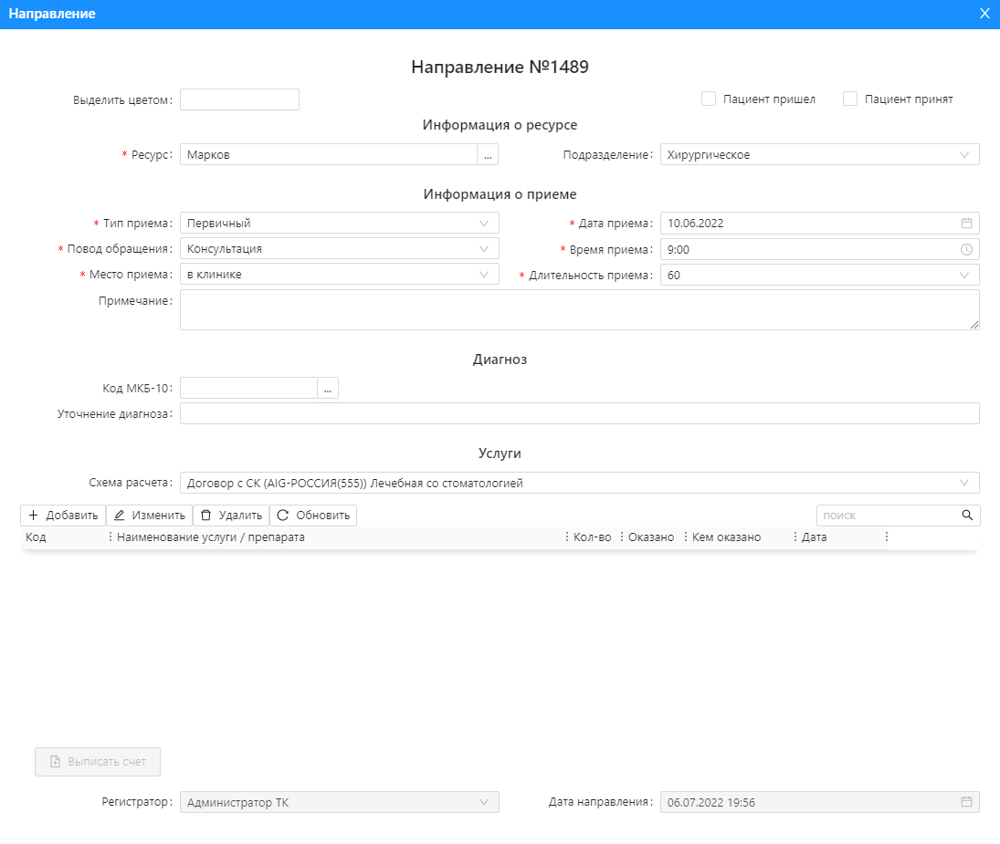 Направление
Направление №1489
Выделить цветом:
Пациент пришел Пациент принят
Информация о ресурсе
* Ресурс: Марков ... Подразделение: Хирургическое
Информация о приеме
* Тип приема: Первичный * Дата приема: 10.06.2022
* Повод обращения: Консультация * Время приема: 9:00
* Место приема: в клинике * Длительность приема: 60
Примечание:
Диагноз
Код МКБ-10: ...
Уточнение диагноза:
Услуги
Схема расчета: Договор с СК (AIG-РОССИЯ(555)) Лечебная со стоматологией
+ Добавить Изменить Удалить Обновить поиск
Код Наименование услуги / препарата Кол-во Оказано Кем оказано Дата
Выписать счет
Регистратор: Администратор ТК Дата направления: 06.07.2022 19:56